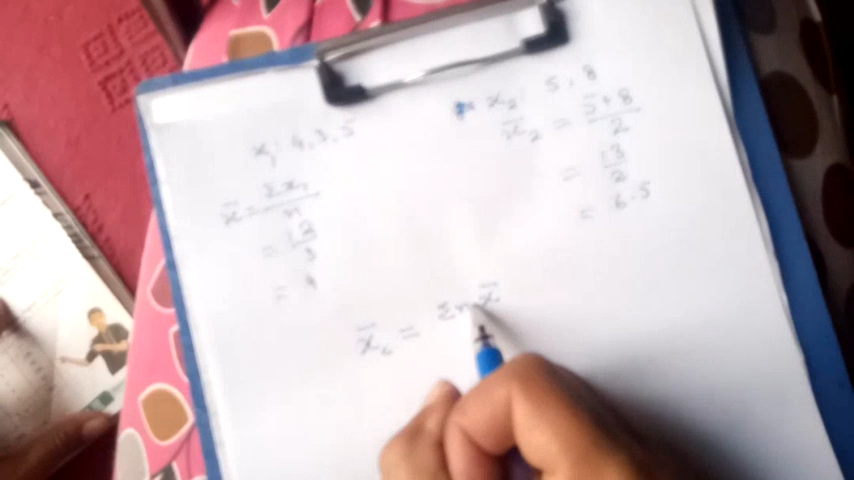 x₁: 4, 3, 5
x̄ = Σx₁/n
= 12/3
= 4
x₂ 5, 8
x̄₂ = 5+8/2
= 13/2
= 6.5
x̄c = Σnx̄